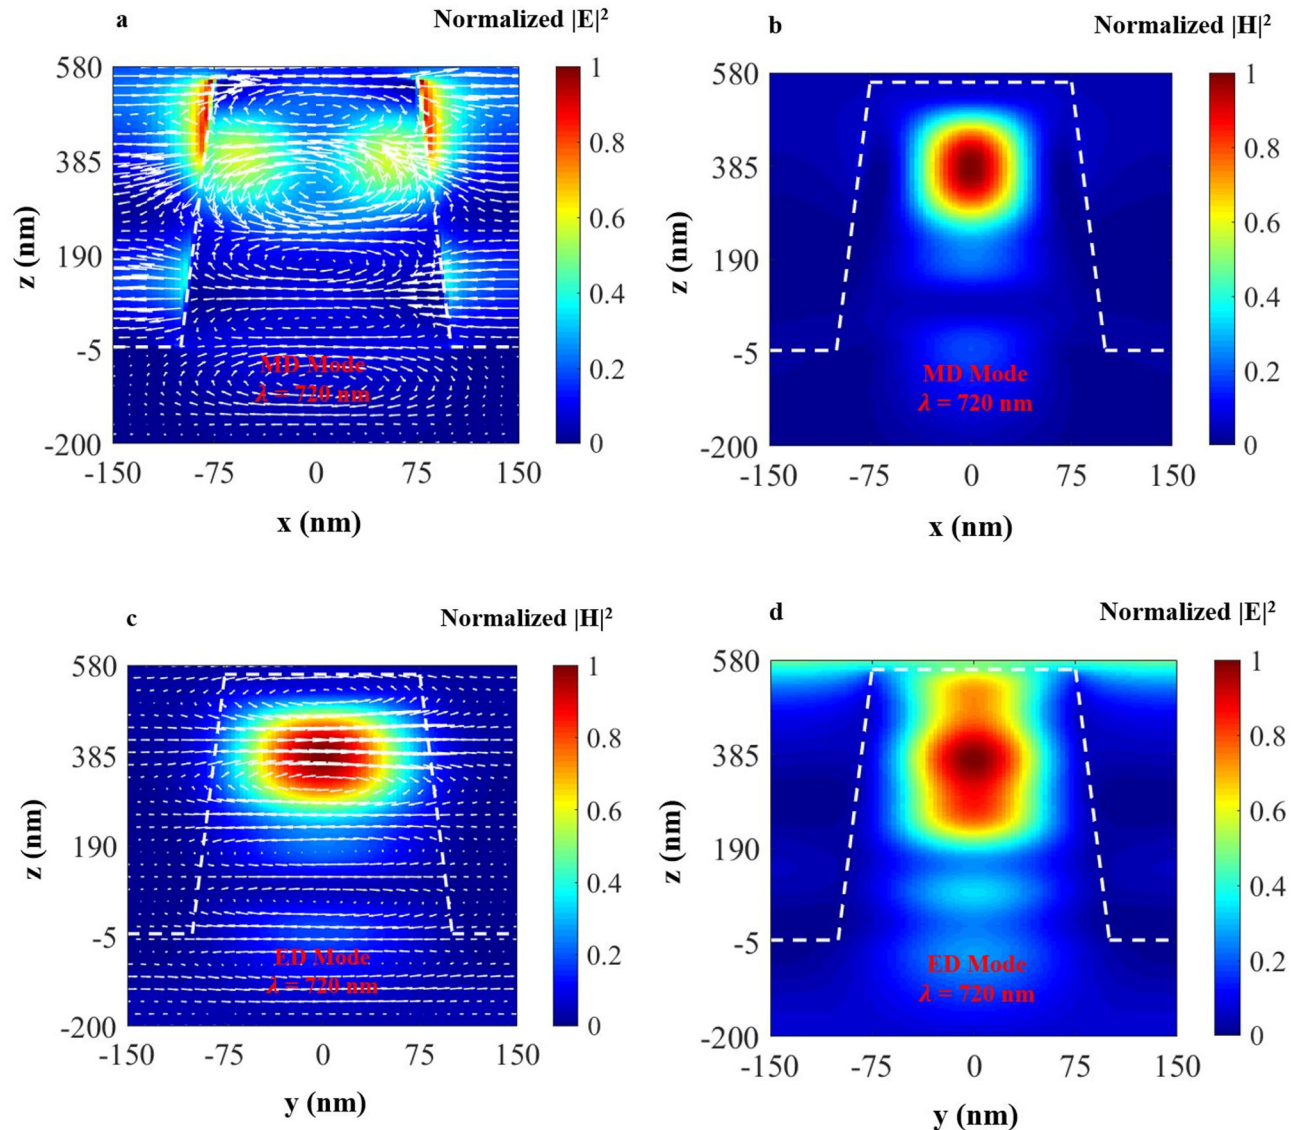 a
Normalized |E|²
580
385
190
-5
-200
z (nm)
MD Mode
λ = 720 nm
-150 -75 0 75 150
x (nm)
1
0.8
0.6
0.4
0.2
0
b
Normalized |H|²
580
385
190
-5
-200
z (nm)
MD Mode
λ = 720 nm
-150 -75 0 75 150
x (nm)
1
0.8
0.6
0.4
0.2
0
c
Normalized |H|²
580
385
190
-5
-200
z (nm)
ED Mode
λ = 720 nm
-150 -75 0 75 150
y (nm)
1
0.8
0.6
0.4
0.2
0
d
Normalized |E|²
580
385
190
-5
-200
z (nm)
ED Mode
λ = 720 nm
-150 -75 0 75 150
y (nm)
1
0.8
0.6
0.4
0.2
0